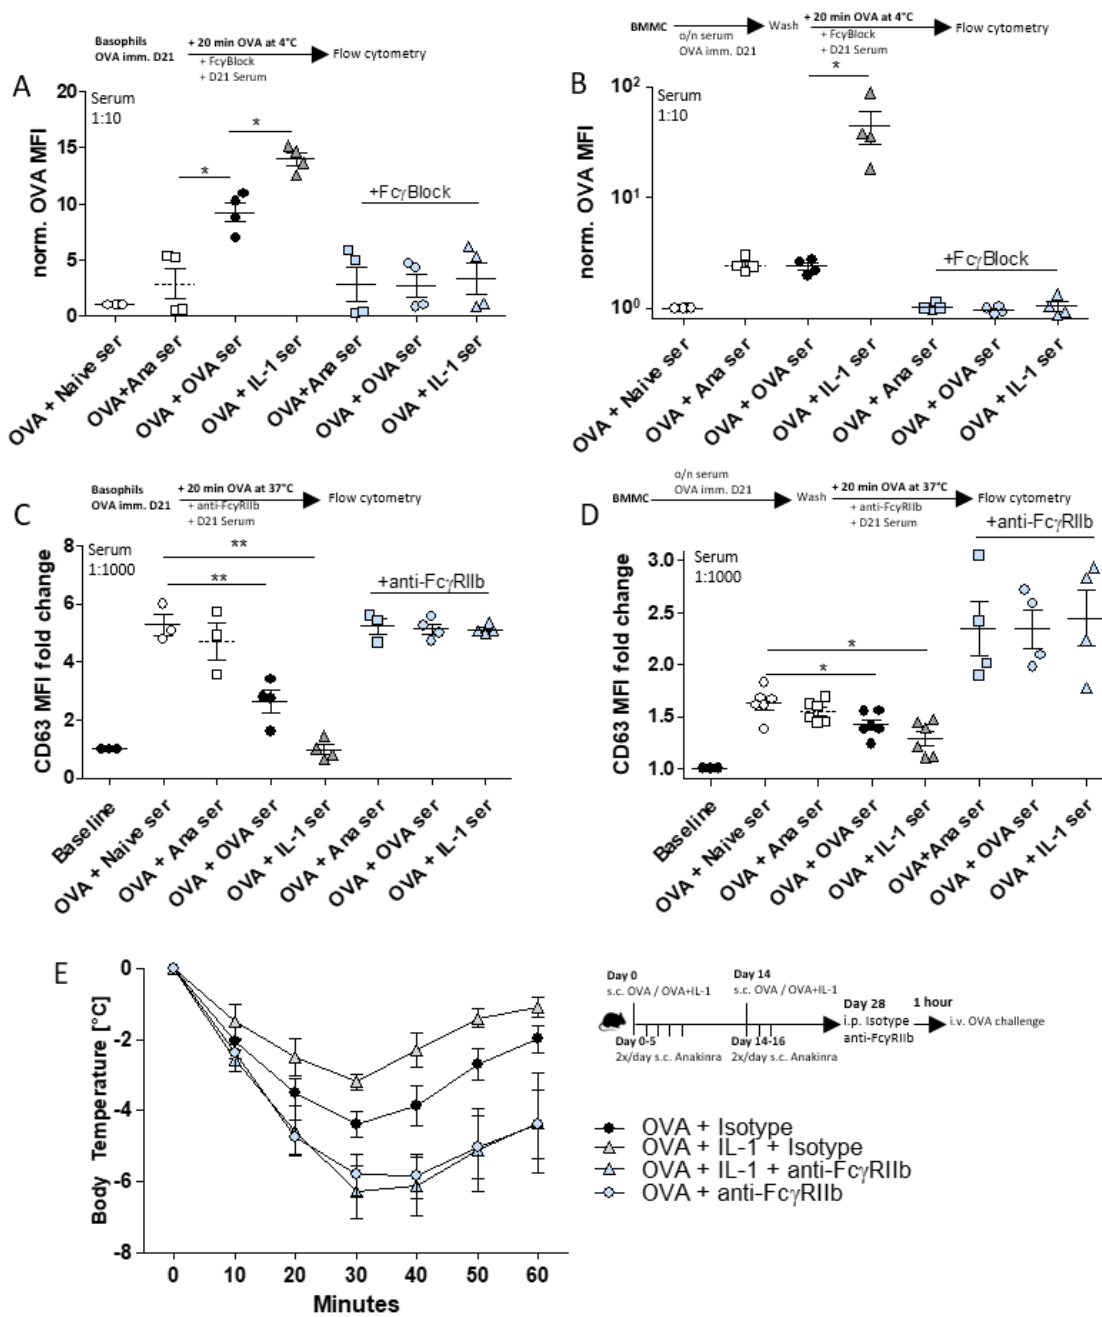 Basophils
OVA imm. D21
+ 20 min OVA at 4°C
+ FcγBlock
+ D21 Serum
Flow cytometry
A
Serum
1:10
norm. OVA MFI
20
15
10
5
0
*
*
+FcγBlock
OVA + Naive ser
OVA+Ana ser
OVA + OVA ser
OVA + IL-1 ser
OVA+Ana ser
OVA + OVA ser
OVA + IL-1 ser
BMMC
o/n serum
OVA imm. D21
Wash
+ 20 min OVA at 4°C
+ FcγBlock
+ D21 Serum
Flow cytometry
B
Serum
1:10
norm. OVA MFI
10²
10¹
10⁰
*
+FcγBlock
OVA + Naive ser
OVA + Ana ser
OVA + OVA ser
OVA + IL-1 ser
OVA + Ana ser
OVA + OVA ser
OVA + IL-1 ser
Basophils
OVA imm. D21
+ 20 min OVA at 37°C
+ anti-FcγRIIb
+ D21 Serum
Flow cytometry
C
Serum
1:1000
CD63 MFI fold change
8
6
4
2
0
**
**
+anti-FcγRIIb
Baseline
OVA + Naive ser
OVA + Ana ser
OVA + OVA ser
OVA + IL-1 ser
OVA + Ana ser
OVA + OVA ser
OVA + IL-1 ser
BMMC
o/n serum
OVA imm. D21
Wash
+ 20 min OVA at 37°C
+ anti-FcγRIIb
+ D21 Serum
Flow cytometry
D
Serum
1:1000
CD63 MFI fold change
3.0
2.5
2.0
1.5
1.0
*
*
+anti-FcγRIIb
Baseline
OVA + Naive ser
OVA + Ana ser
OVA + OVA ser
OVA + IL-1 ser
OVA+Ana ser
OVA + OVA ser
OVA + IL-1 ser
E
Body Temperature [°C]
0
-2
-4
-6
-8
0 10 20 30 40 50 60
Minutes
Day 0
s.c. OVA / OVA+IL-1
Day 14
s.c. OVA / OVA+IL-1
Day 28
i.p. Isotype
anti-FcγRIIb
1 hour
i.v. OVA challenge
Day 0-5
2x/day s.c. Anakinra
Day 14-16
2x/day s.c. Anakinra
OVA + Isotype
OVA + IL-1 + Isotype
OVA + IL-1 + anti-FcγRIIb
OVA + anti-FcγRIIb